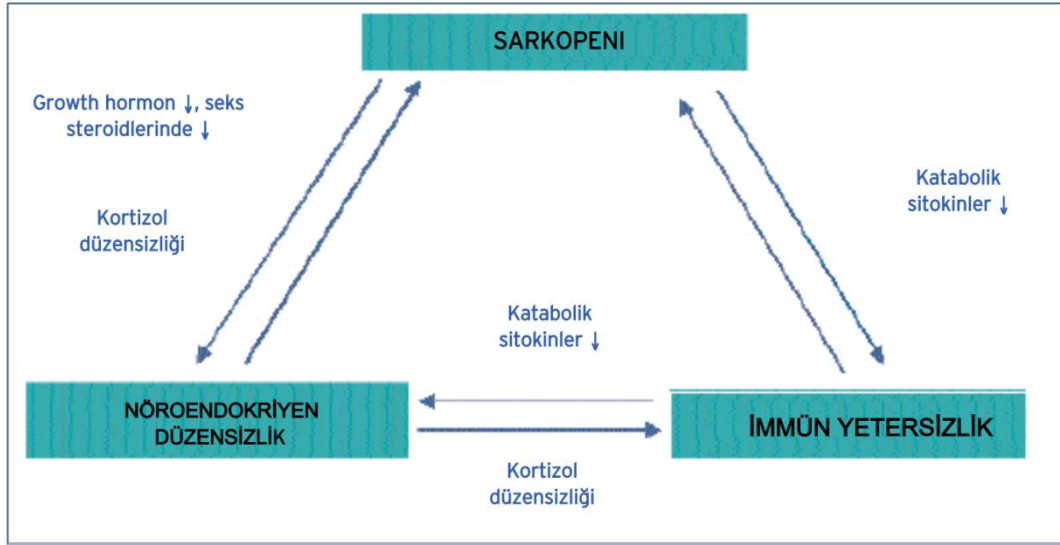 SARKOPENI
Growth hormon ↓, seks
steroidlerinde ↓
Katabolik
sitokinler ↓
Kortizol
düzensizliği
Katabolik
sitokinler ↓
NÖROENDOKRİYEN
DÜZENSİZLİK
İMMÜN YETERSİZLİK
Kortizol
düzensizliği